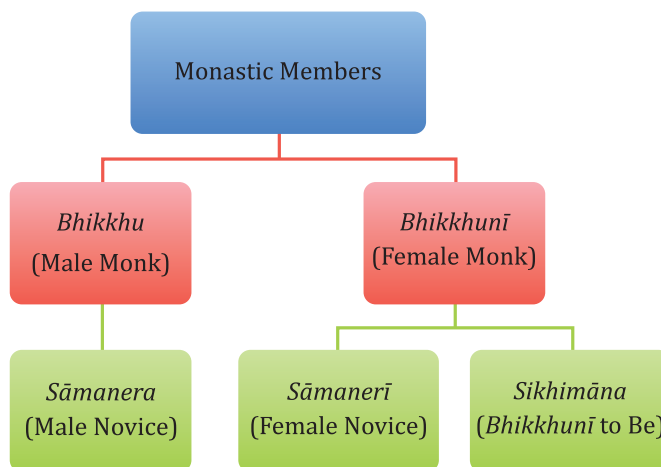 Monastic Members
Bhikkhu
(Male Monk)
Bhikkhunī
(Female Monk)
Sāmanera
(Male Novice)
Sāmanerī
(Female Novice)
Sikhimāna
(Bhikkhunī to Be)